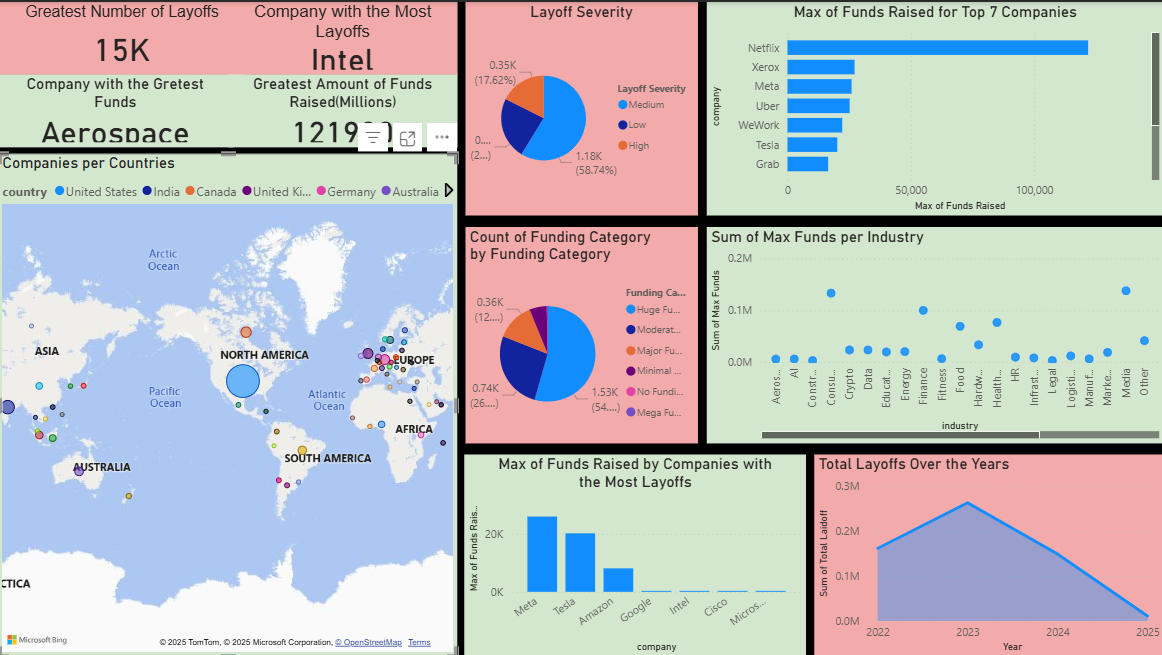 Greatest Number of Layoffs
15K
Company with the Most
Layoffs
Intel
Company with the Gretest
Funds
Aerospace
Greatest Amount of Funds
Raised(Millions)
Companies per Countries
country United States India Canada United Ki... Germany Australia
Arctic
Ocean
ASIA
NORTH AMERICA
EUROPE
Pacific
Ocean
Atlantic
Ocean
AFRICA
SOUTH AMERICA
AUSTRALIA
CTICA
Microsoft Bing
© 2025 TomTom, © 2025 Microsoft Corporation, © OpenStreetMap Terms
Layoff Severity
0.35K
(17.62%)
0....
(2...)
1.18K
(58.74%)
Layoff Severity
Medium
Low
High
Max of Funds Raised for Top 7 Companies
company
Netflix
Xerox
Meta
Uber
WeWork
Tesla
Grab
0 50,000 100,000
Max of Funds Raised
Count of Funding Category
by Funding Category
0.36K
(12....)
0.74K
(26....)
1.53K
(54....)
Funding Ca...
Huge Fu...
Moderat...
Major Fu...
Minimal ...
No Fundi...
Mega Fu...
Sum of Max Funds per Industry
Sum of Max Funds
0.2M
0.1M
0.0M
Aeros...
AI
Constr...
Consu...
Crypto
Data
Educat...
Energy
Finance
Fitness
Food
Hardw...
Health...
HR
Infrast...
Legal
Logisti...
Manuf...
Marke...
Media
Other
industry
Max of Funds Raised by Companies with
the Most Layoffs
Max of Funds Rais...
20K
0K
Meta
Tesla
Amazon
Google
Intel
Cisco
Micros...
company
Total Layoffs Over the Years
Sum of Total Laidoff
0.3M
0.2M
0.1M
0.0M
2022 2023 2024 2025
Year